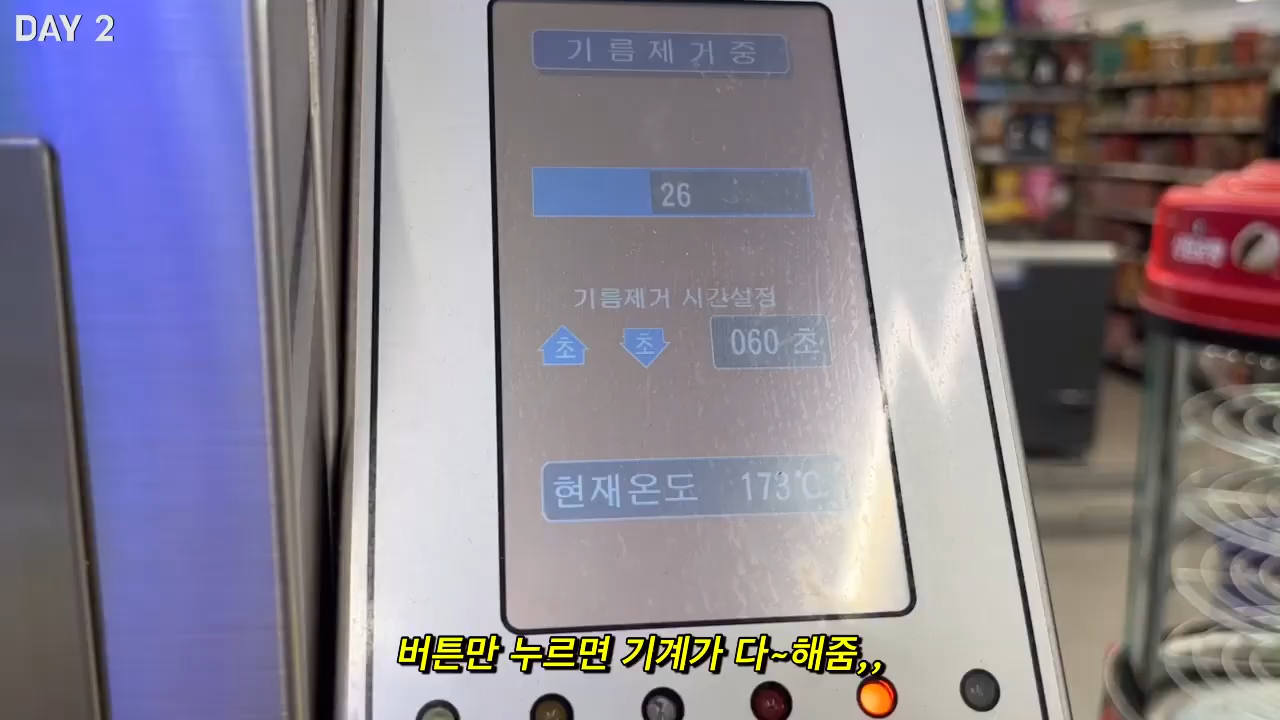 DAY 2
기름제거중
26
기름제거 시간설정
초 초 060 초
현재온도 173℃
버튼만 누르면 기계가 다~해줌,,